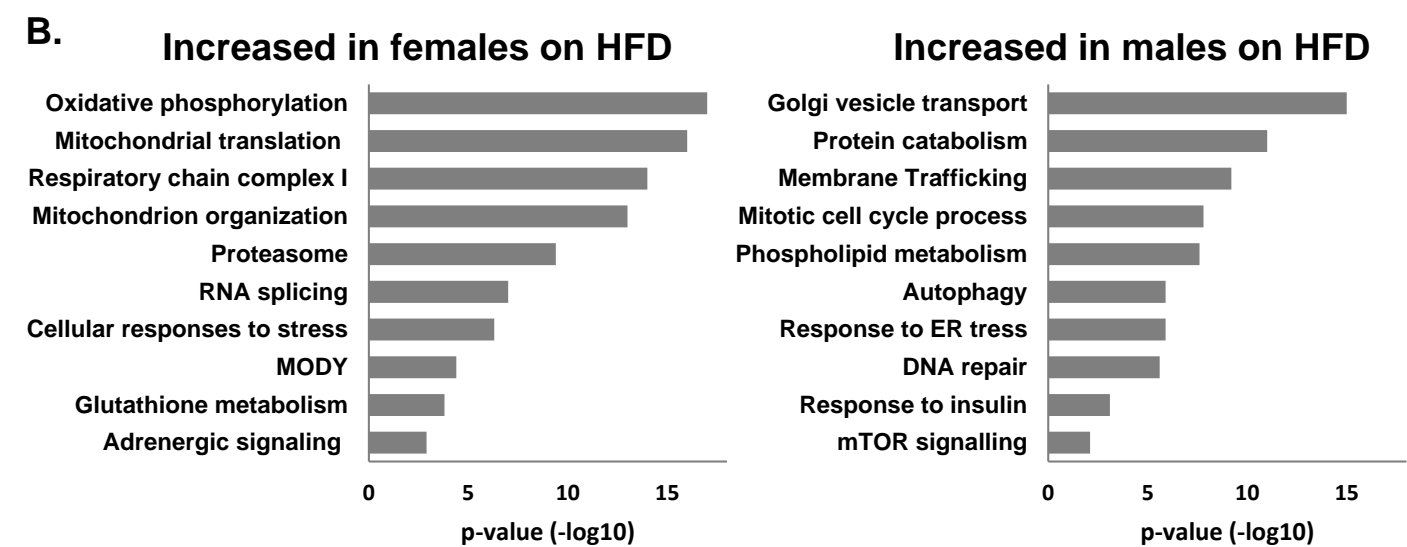 B.
Increased in females on HFD
Oxidative phosphorylation
Mitochondrial translation
Respiratory chain complex I
Mitochondrion organization
Proteasome
RNA splicing
Cellular responses to stress
MODY
Glutathione metabolism
Adrenergic signaling
0 5 10 15
p-value (-log10)
Increased in males on HFD
Golgi vesicle transport
Protein catabolism
Membrane Trafficking
Mitotic cell cycle process
Phospholipid metabolism
Autophagy
Response to ER tress
DNA repair
Response to insulin
mTOR signalling
0 5 10 15
p-value (-log10)